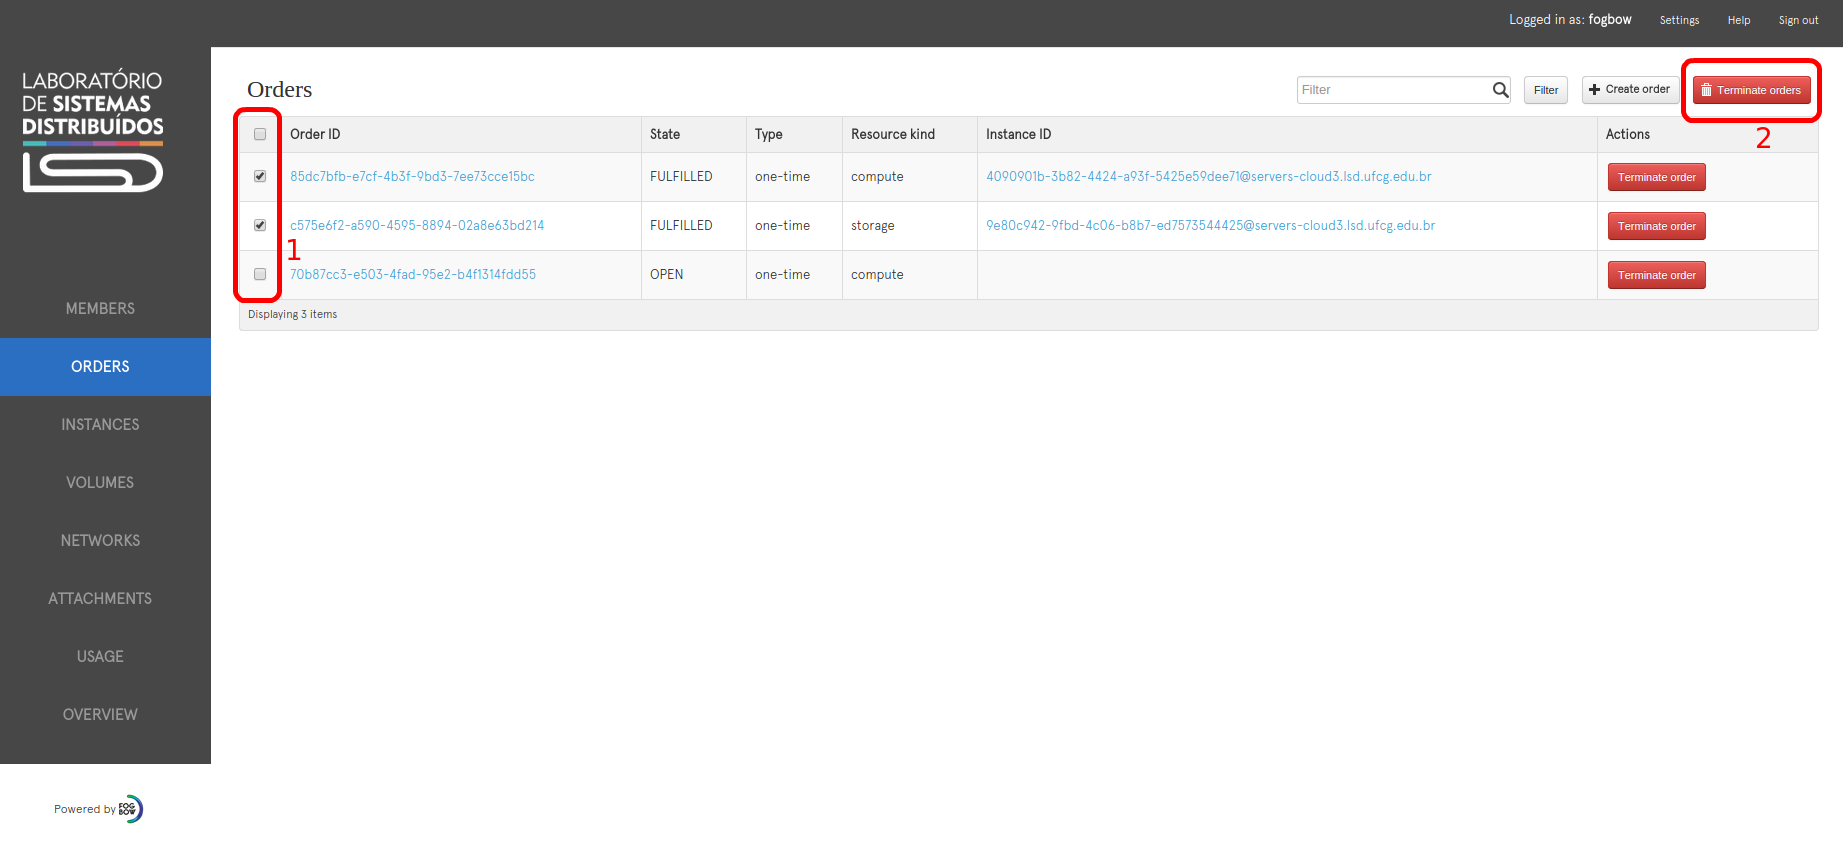 Logged in as: fogbow Settings Help Sign out
LABORATÓRIO
DE SISTEMAS
DISTRIBUÍDOS
Orders
Filter Filter Create order Terminate orders
2
Order ID State Type Resource kind Instance ID Actions
85dc7bfb-e7cf-4b3f-9bd3-7ee73cce15bc FULFILLED one-time compute 4090901b-3b82-4424-a93f-5425e59dee71@servers-cloud3.lsd.ufcg.edu.br Terminate order
c575e6f2-a590-4595-8894-02a8e63bd214 FULFILLED one-time storage 9e80c942-9fbd-4c06-b8b7-ed7573544425@servers-cloud3.lsd.ufcg.edu.br Terminate order
1
70b87cc3-e503-4fad-95e2-b4f1314fdd55 OPEN one-time compute Terminate order
Displaying 3 items
MEMBERS
ORDERS
INSTANCES
VOLUMES
NETWORKS
ATTACHMENTS
USAGE
OVERVIEW
Powered by FOG BOW